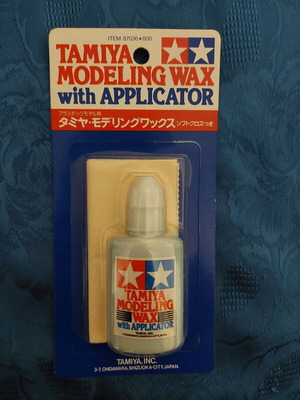 ITEM 87036★800
TAMIYA
MODELING WAX
with APPLICATOR
プラスチックモデル用
タミヤ・モデリングワックス ソフトクロスつき
TAMIYA
MODELING
WAX
with APPLICATOR
TAMIYA, INC.
TAMIYA, INC.
3-7, ONDAWARA, SHIZUOKA-CITY, JAPAN.